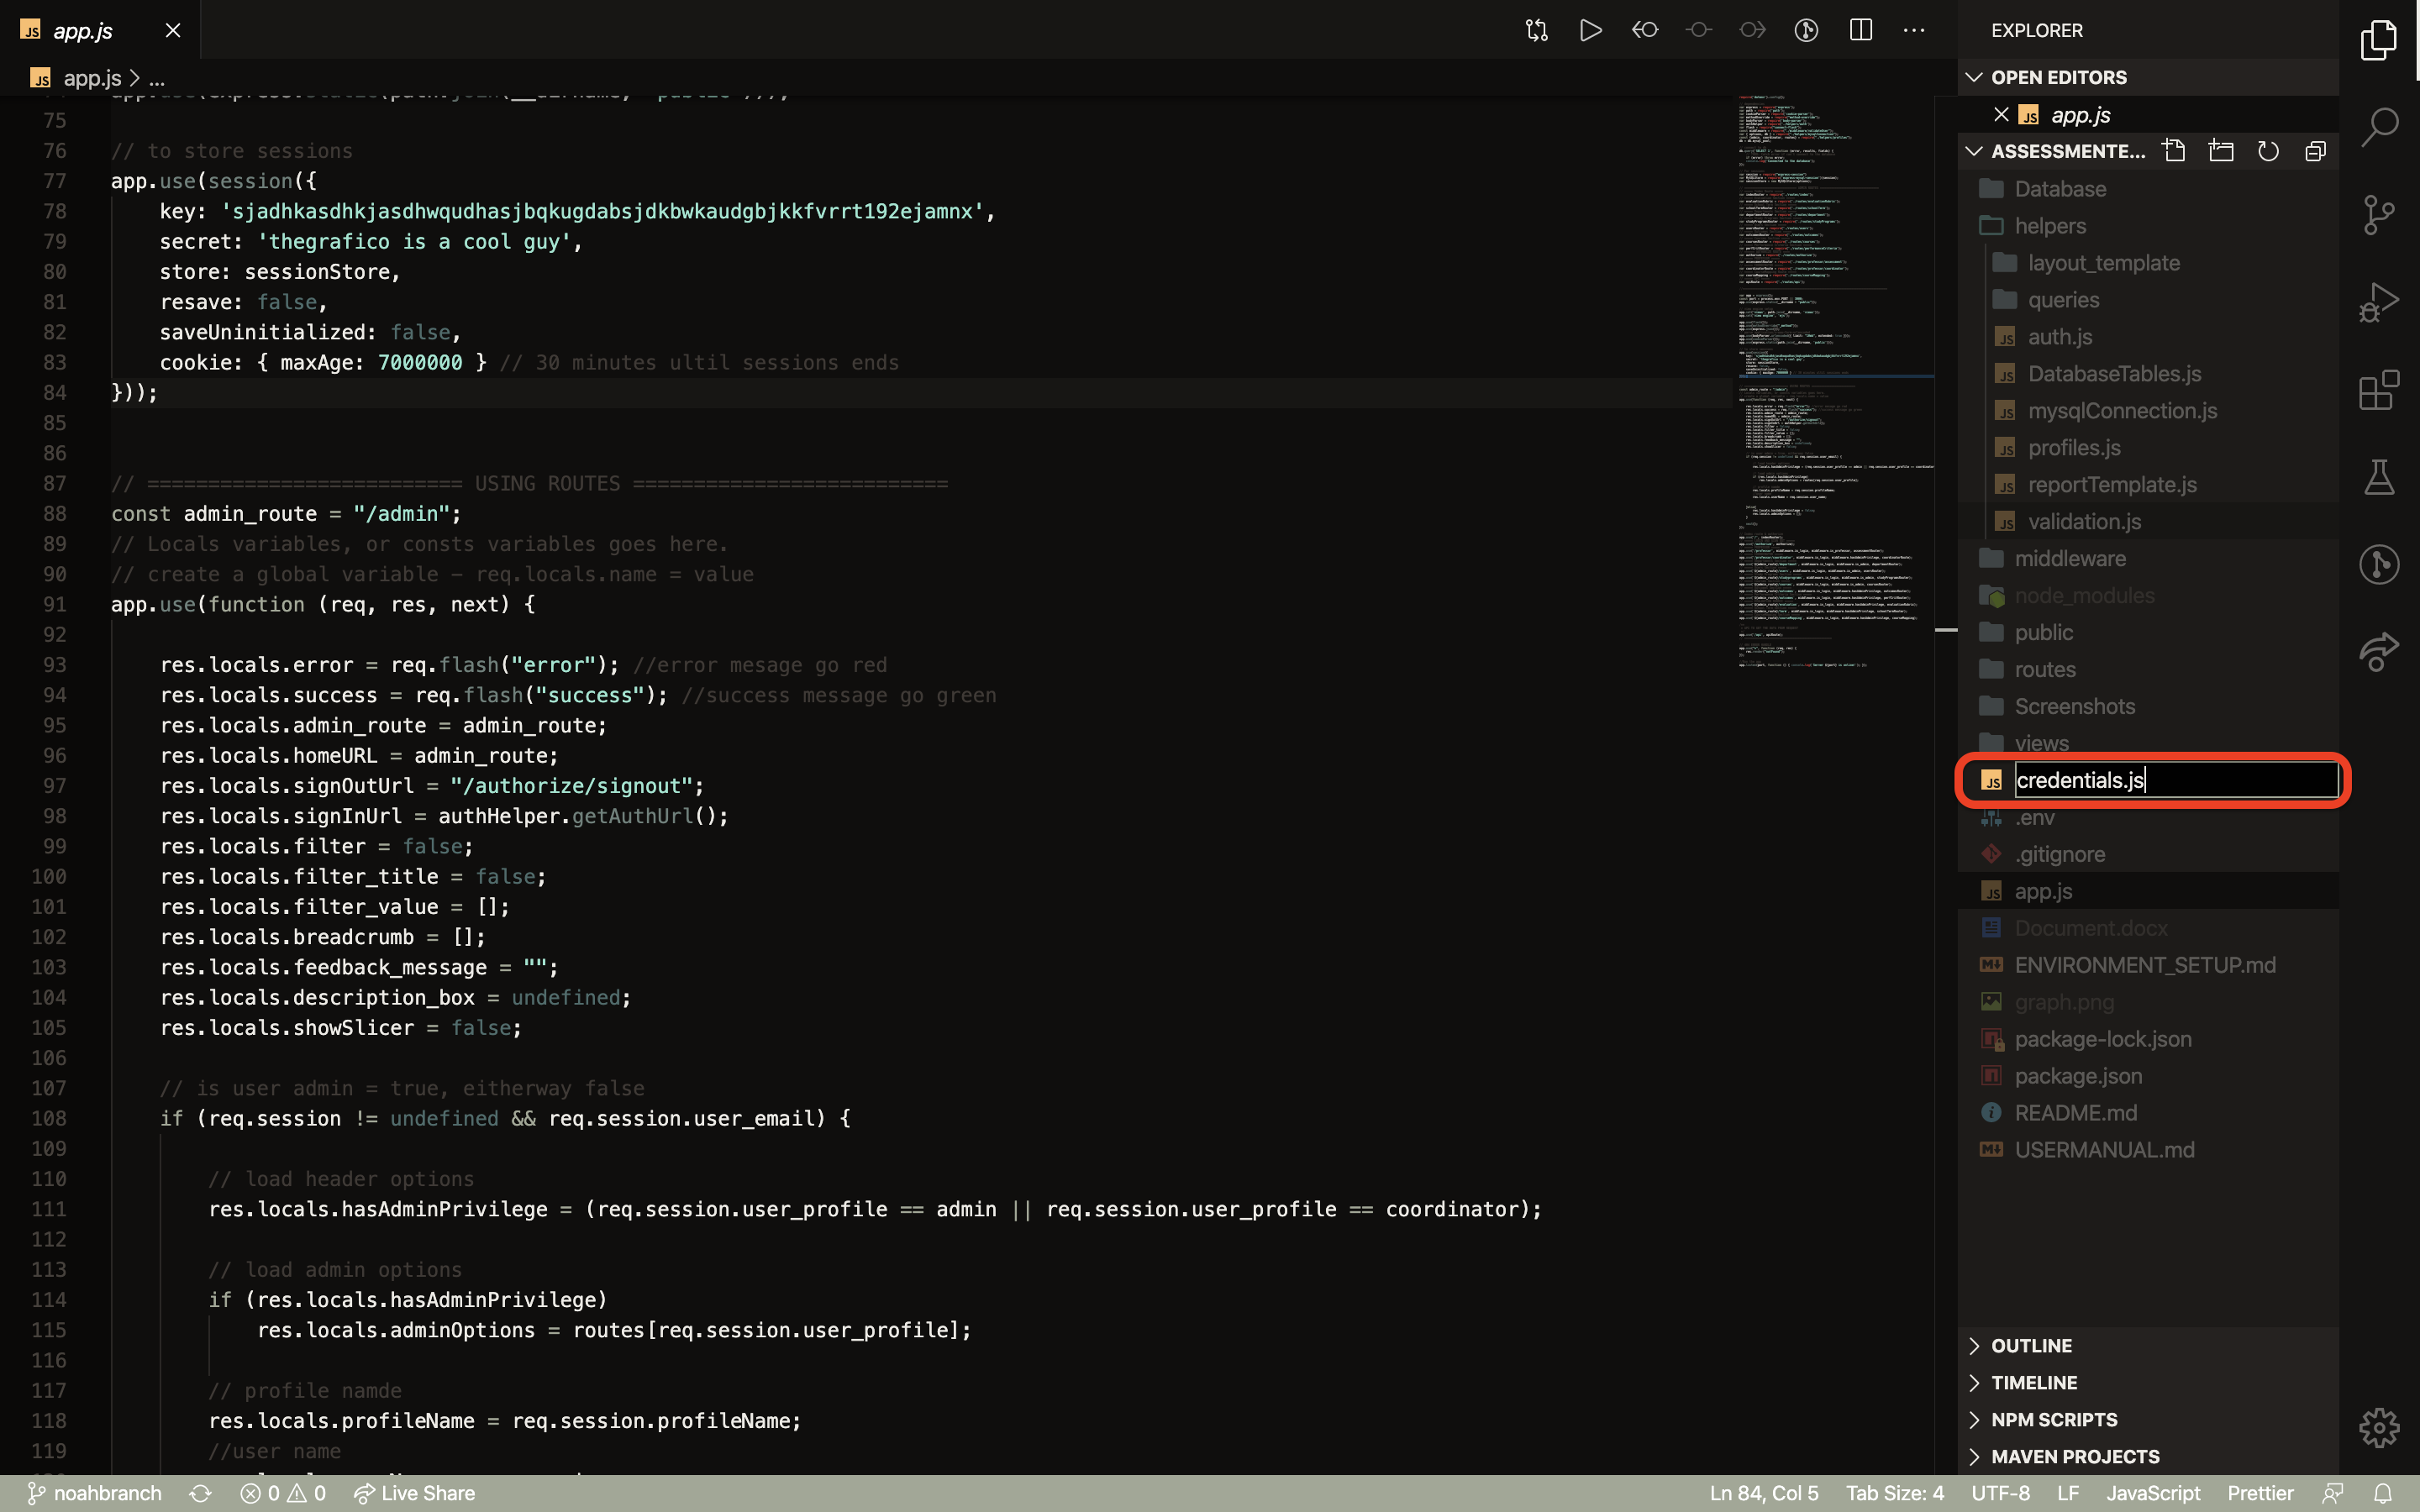 app.js
app.js > ...
75
76 // to store sessions
77 app.use(session({
78 key: 'sjadhkasdhkjasdhwqudhasjbqkugdabsjdkbwkaudgbjkkfvrrt192ejamnx',
79 secret: 'thegrafico is a cool guy',
80 store: sessionStore,
81 resave: false,
82 saveUninitialized: false,
83 cookie: { maxAge: 7000000 } // 30 minutes ultil sessions ends
84 }));
85
86
87 // ========================== USING ROUTES ==========================
88 const admin_route = "/admin";
89 // Locals variables, or consts variables goes here.
90 // create a global variable - req.locals.name = value
91 app.use(function (req, res, next) {
92
93 res.locals.error = req.flash("error"); //error mesage go red
94 res.locals.success = req.flash("success"); //success message go green
95 res.locals.admin_route = admin_route;
96 res.locals.homeURL = admin_route;
97 res.locals.signOutUrl = "/authorize/signout";
98 res.locals.signInUrl = authHelper.getAuthUrl();
99 res.locals.filter = false;
100 res.locals.filter_title = false;
101 res.locals.filter_value = [];
102 res.locals.breadcrumb = [];
103 res.locals.feedback_message = "";
104 res.locals.description_box = undefined;
105 res.locals.showSlicer = false;
106
107 // is user admin = true, eitherway false
108 if (req.session != undefined && req.session.user_email) {
109
110 // load header options
111 res.locals.hasAdminPrivilege = (req.session.user_profile == admin || req.session.user_profile == coordinator);
112
113 // load admin options
114 if (res.locals.hasAdminPrivilege)
115 res.locals.adminOptions = routes[req.session.user_profile];
116
117 // profile namde
118 res.locals.profileName = req.session.profileName;
119 //user name
EXPLORER
OPEN EDITORS
app.js
ASSESSMENTE...
Database
helpers
layout_template
queries
auth.js
DatabaseTables.js
mysqlConnection.js
profiles.js
reportTemplate.js
validation.js
middleware
node_modules
public
routes
Screenshots
views
credentials.js
.env
.gitignore
app.js
Document.docx
ENVIRONMENT_SETUP.md
graph.png
package-lock.json
package.json
README.md
USERMANUAL.md
OUTLINE
TIMELINE
NPM SCRIPTS
MAVEN PROJECTS
noahbranch 0 0 Live Share Ln 84, Col 5 Tab Size: 4 UTF-8 LF JavaScript Prettier